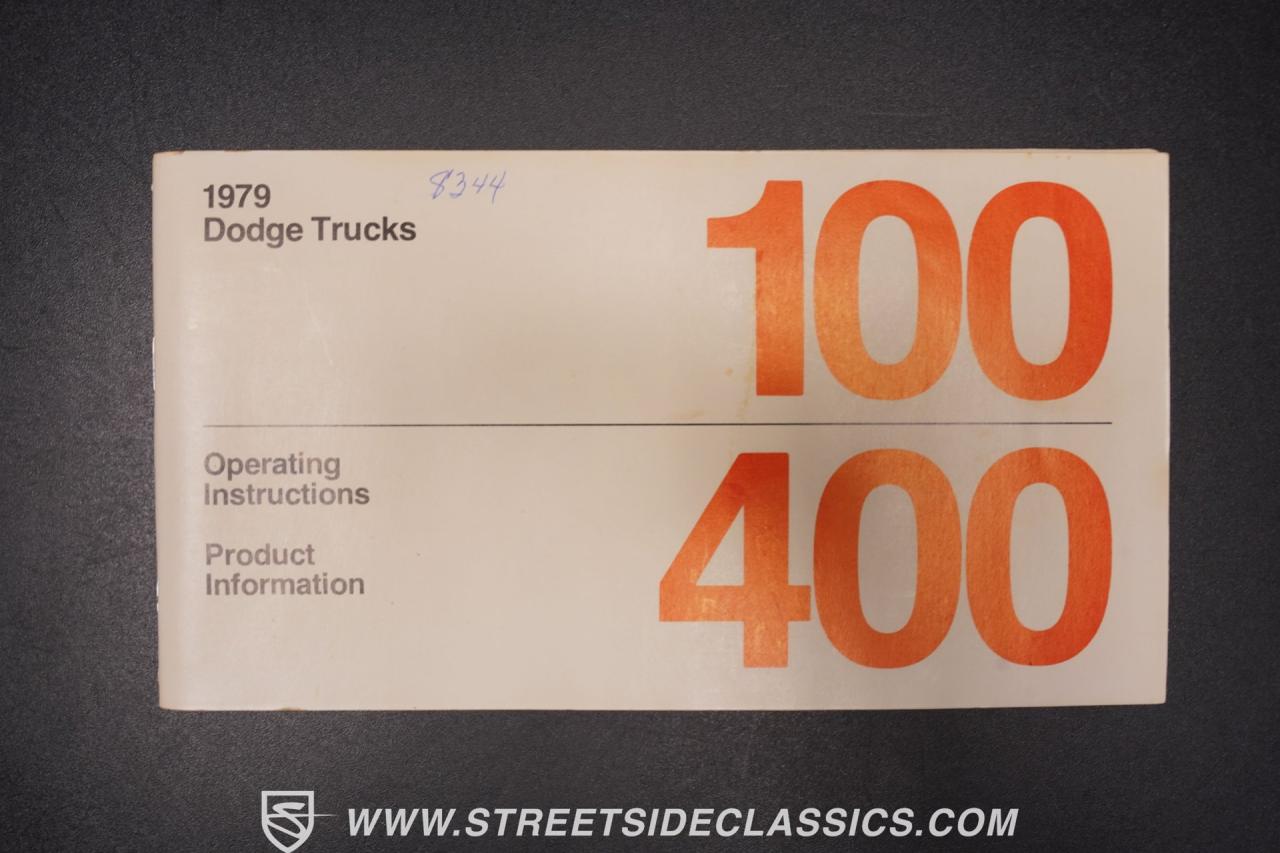 1979 8344
Dodge Trucks
100
Operating
Instructions
400
Product
Information
WWW.STREETSIDECLASSICS.COM